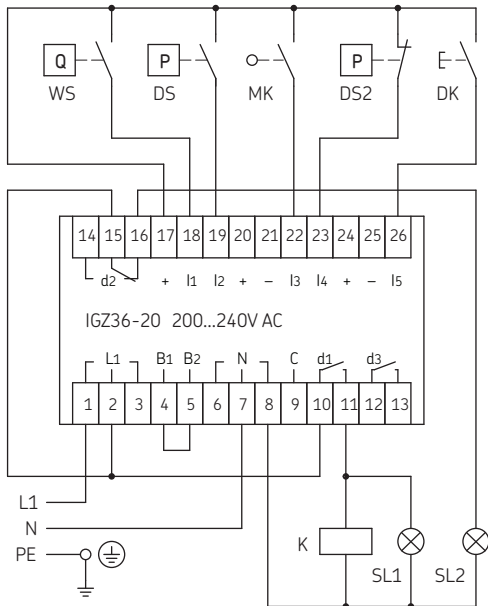 Q P P
WS DS MK DS2 DK
14 15 16 17 18 19 20 21 22 23 24 25 26
d2 + I1 I2 + – I3 I4 + – I5
IGZ36-20 200...240V AC
L1 B1 B2 N C d1 d3
1 2 3 4 5 6 7 8 9 10 11 12 13
L1
N
PE
K SL1 SL2